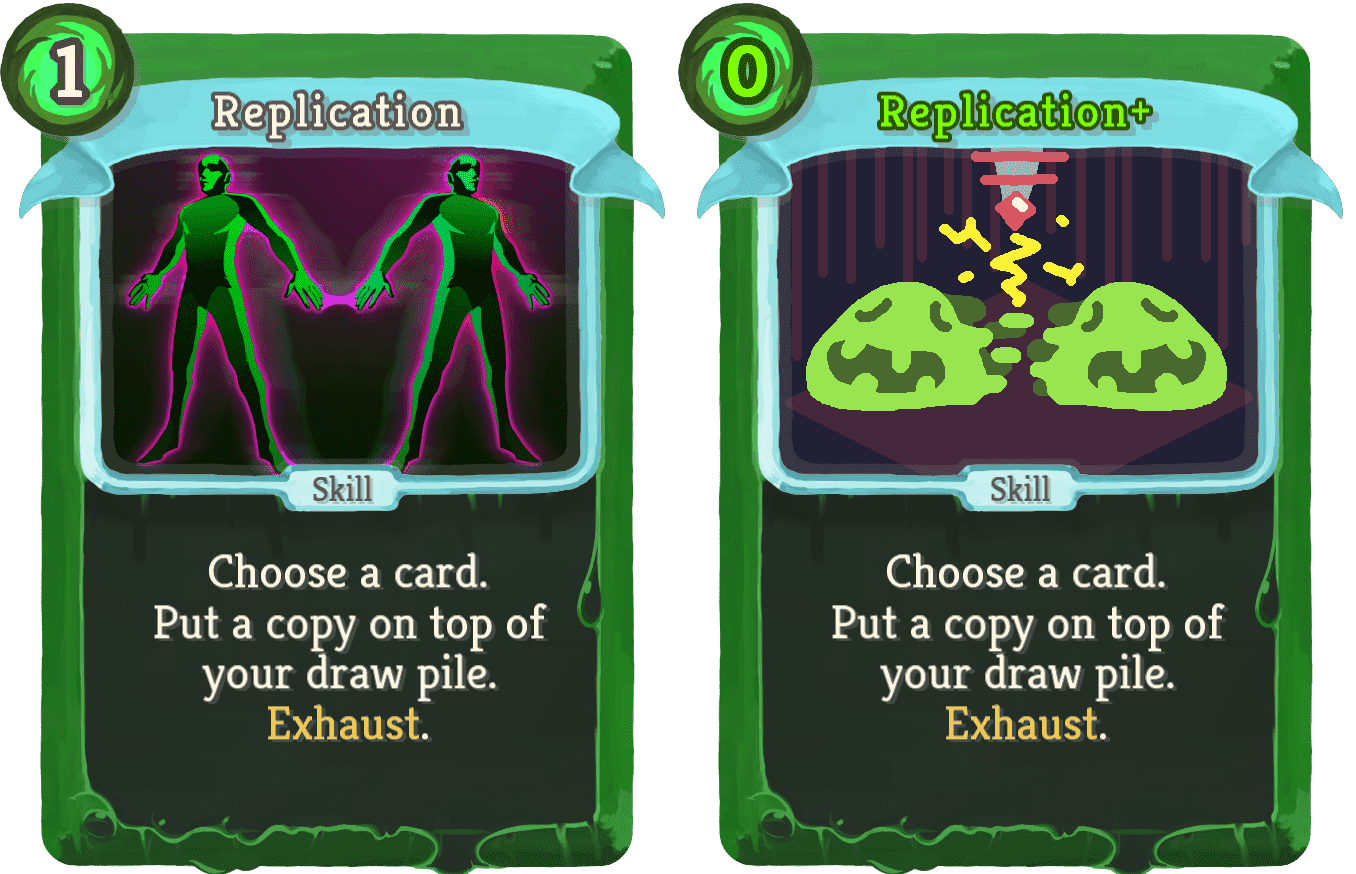 1
Replication
Skill
Choose a card.
Put a copy on top of
your draw pile.
Exhaust.
0
Replication+
Skill
Choose a card.
Put a copy on top of
your draw pile.
Exhaust.